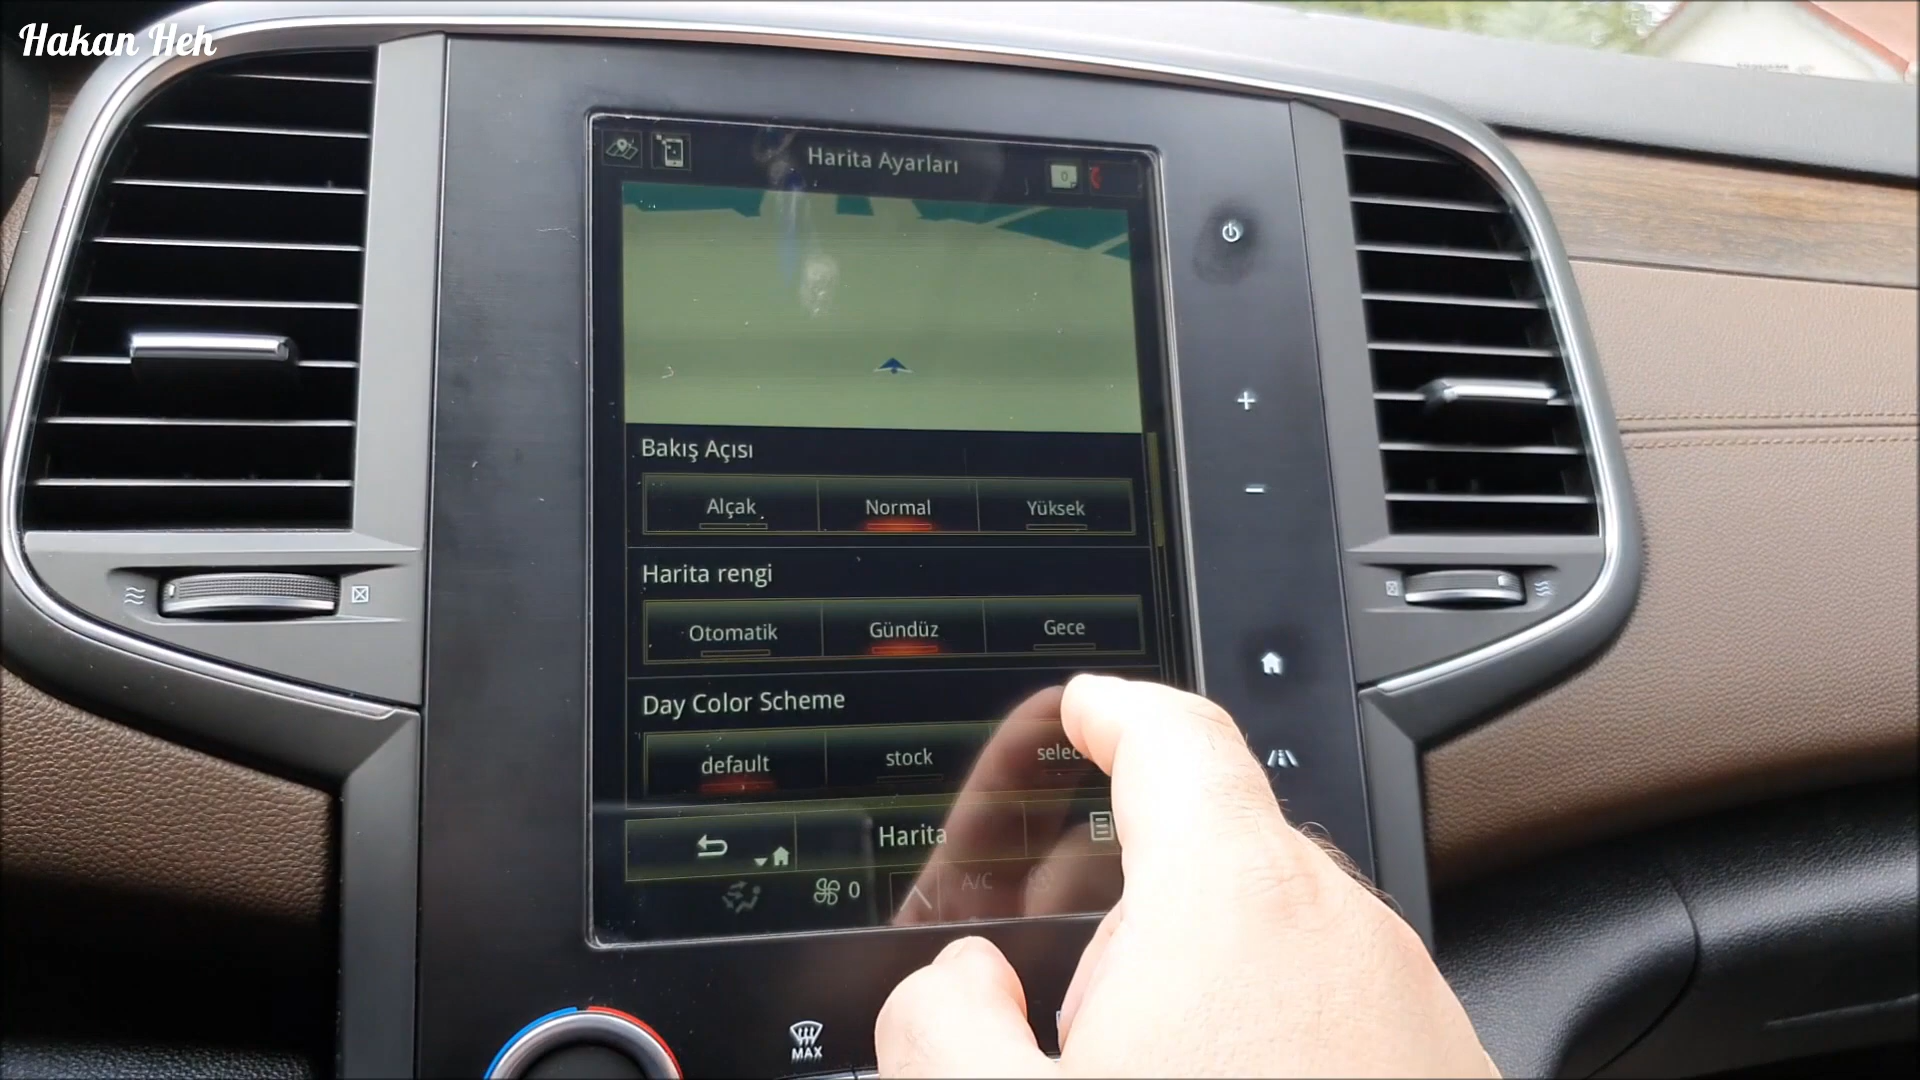 Hakan Heh
Harita Ayarları
0
Bakış Açısı
Alçak Normal Yüksek
Harita rengi
Otomatik Gündüz Gece
Day Color Scheme
default stock
Harita
0 A/C
MAX